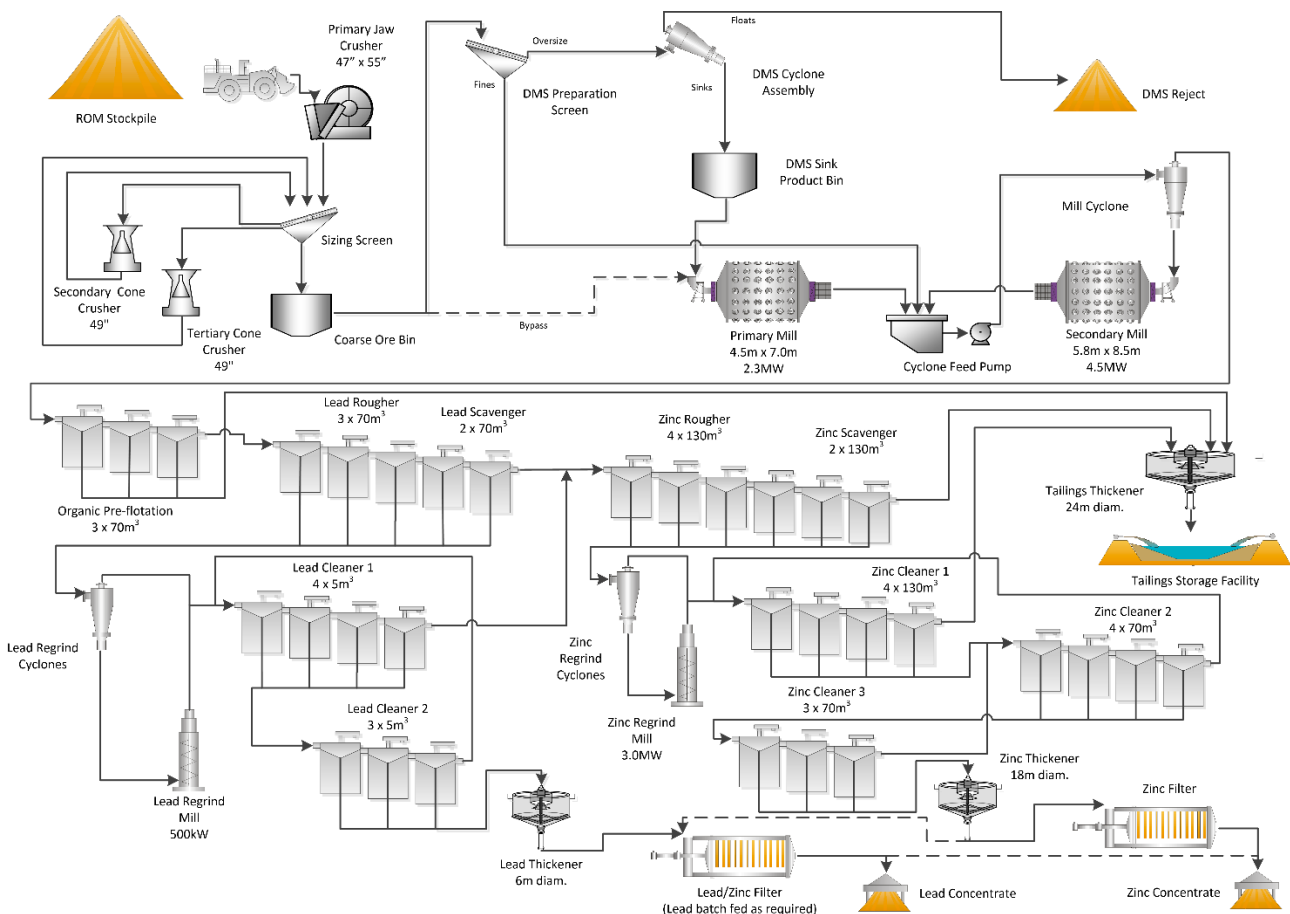 Primary Jaw
Crusher
47” x 55”
ROM Stockpile
Oversize
Fines
DMS Preparation
Screen
Floats
Sinks
DMS Cyclone
Assembly
DMS Reject
DMS Sink
Product Bin
Mill Cyclone
Sizing Screen
Secondary Cone
Crusher
49"
Tertiary Cone
Crusher
49"
Coarse Ore Bin
Bypass
Primary Mill
4.5m x 7.0m
2.3MW
Cyclone Feed Pump
Secondary Mill
5.8m x 8.5m
4.5MW
Organic Pre-flotation
3 x 70m³
Lead Rougher
3 x 70m³
Lead Scavenger
2 x 70m³
Zinc Rougher
4 x 130m³
Zinc Scavenger
2 x 130m³
Tailings Thickener
24m diam.
Tailings Storage Facility
Lead Regrind
Cyclones
Lead Cleaner 1
4 x 5m³
Zinc
Regrind
Cyclones
Zinc Cleaner 1
4 x 130m³
Zinc Cleaner 2
4 x 70m³
Lead Cleaner 2
3 x 5m³
Zinc Regrind
Mill
3.0MW
Zinc Cleaner 3
3 x 70m³
Lead Regrind
Mill
500kW
Lead Thickener
6m diam.
Zinc Thickener
18m diam.
Zinc Filter
Lead/Zinc Filter
(Lead batch fed as required)
Lead Concentrate
Zinc Concentrate